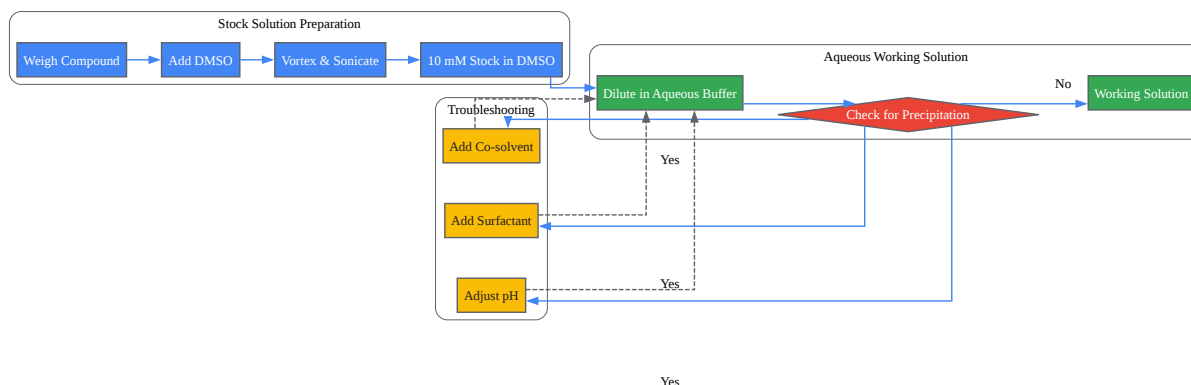 Stock Solution Preparation
Weigh Compound
Add DMSO
Vortex & Sonicate
10 mM Stock in DMSO
Aqueous Working Solution
Dilute in Aqueous Buffer
No
Working Solution
Check for Precipitation
Troubleshooting
Add Co-solvent
Yes
Add Surfactant
Yes
Adjust pH
Yes